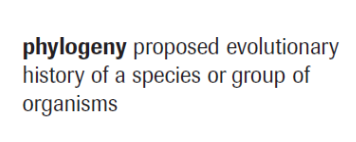 phylogeny proposed evolutionary
history of a species or group of
organisms